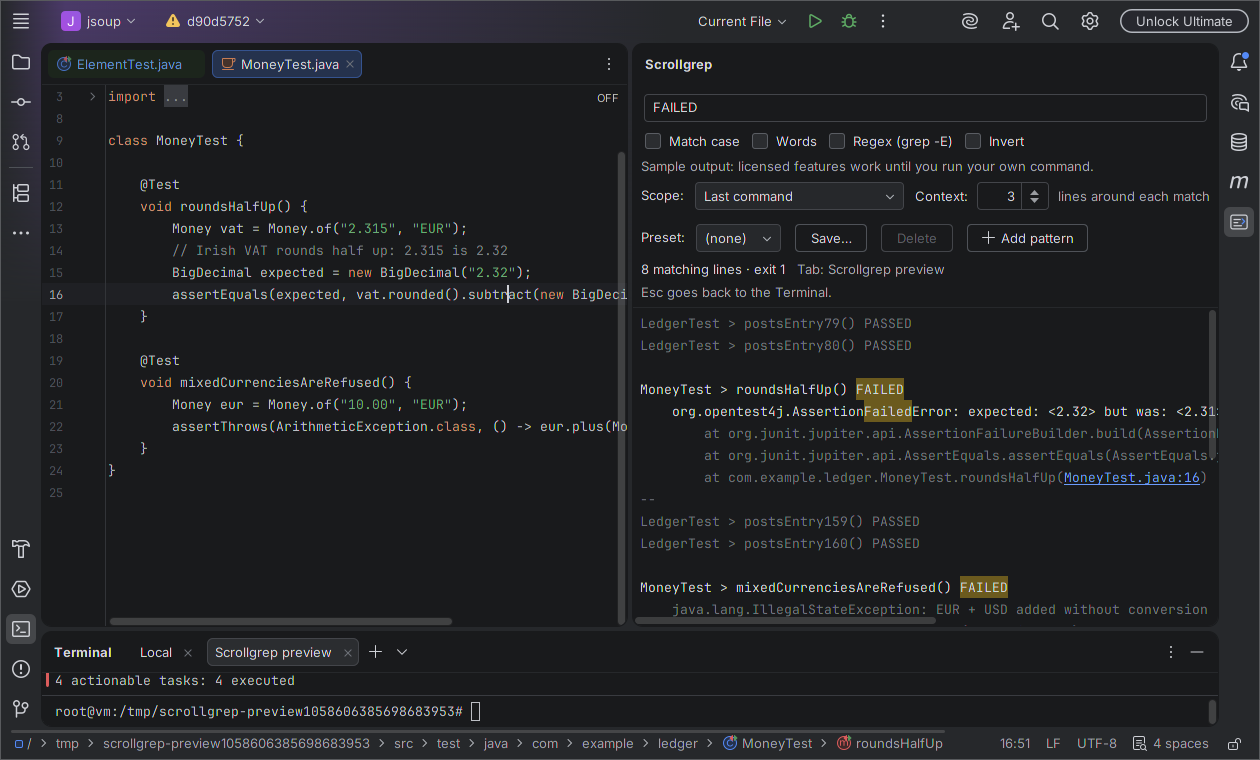 J jsoup d90d5752 Current File Unlock Ultimate
ElementTest.java MoneyTest.java
3 import ... OFF
8
9 class MoneyTest {
10
11 @Test
12 void roundsHalfUp() {
13 Money vat = Money.of("2.315", "EUR");
14 // Irish VAT rounds half up: 2.315 is 2.32
15 BigDecimal expected = new BigDecimal("2.32");
16 assertEquals(expected, vat.rounded().subtract(new BigDeci
17 }
18
19 @Test
20 void mixedCurrenciesAreRefused() {
21 Money eur = Money.of("10.00", "EUR");
22 assertThrows(ArithmeticException.class, () -> eur.plus(Mo
23 }
24 }
25
Scrollgrep
FAILED
Match case Words Regex (grep -E) Invert
Sample output: licensed features work until you run your own command.
Scope: Last command Context: 3 lines around each match
Preset: (none) Save... Delete Add pattern
8 matching lines · exit 1 Tab: Scrollgrep preview
Esc goes back to the Terminal.
LedgerTest > postsEntry79() PASSED
LedgerTest > postsEntry80() PASSED
MoneyTest > roundsHalfUp() FAILED
org.opentest4j.AssertionFailedError: expected: <2.32> but was: <2.31>
at org.junit.jupiter.api.AssertionFailureBuilder.build(Assertion
at org.junit.jupiter.api.AssertEquals.assertEquals(AssertEquals.
at com.example.ledger.MoneyTest.roundsHalfUp(MoneyTest.java:16)
--
LedgerTest > postsEntry159() PASSED
LedgerTest > postsEntry160() PASSED
MoneyTest > mixedCurrenciesAreRefused() FAILED
java.lang.IllegalStateException: EUR + USD added without conversion
Terminal Local Scrollgrep preview
4 actionable tasks: 4 executed
root@vm:/tmp/scrollgrep-preview1058606385698683953#
/ > tmp > scrollgrep-preview1058606385698683953 > src > test > java > com > example > ledger > MoneyTest > roundsHalfUp 16:51 LF UTF-8 4 spaces